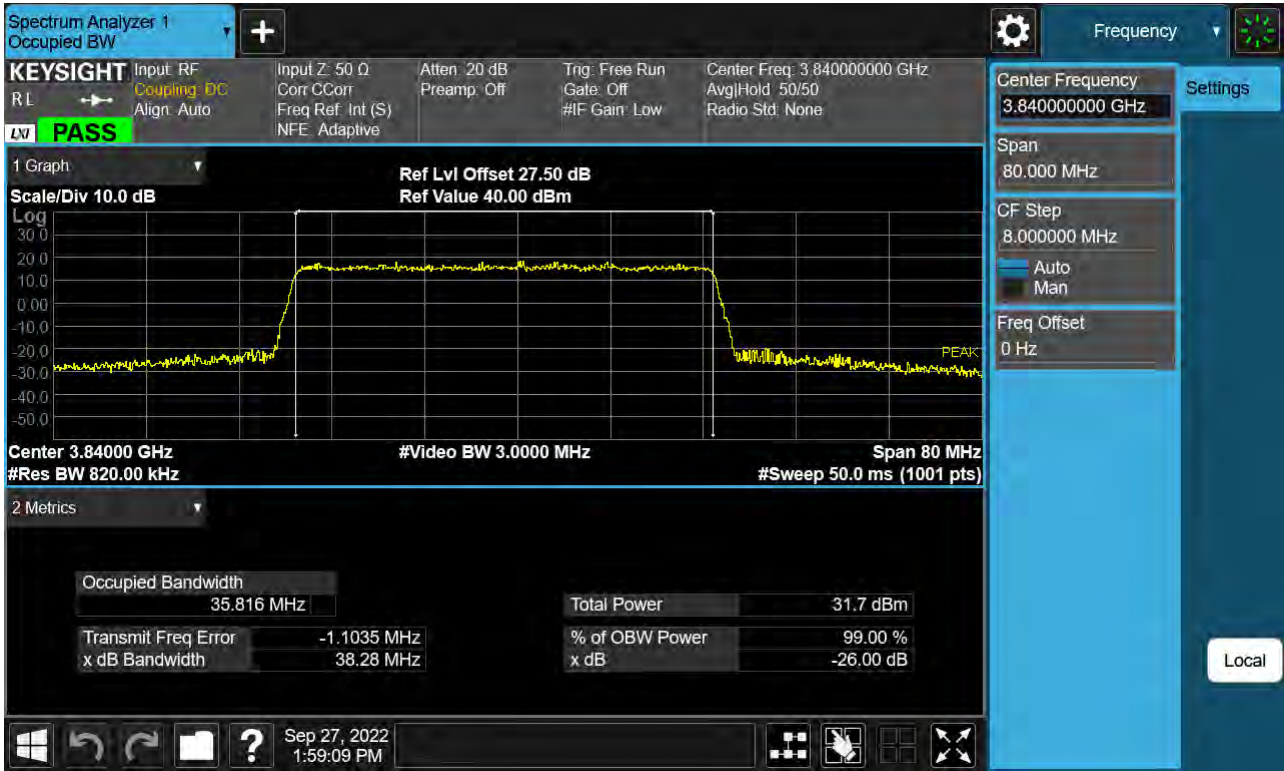 Spectrum Analyzer 1
Occupied BW
Frequency
KEYSIGHT
RL
LXI PASS
Input: RF
Coupling: DC
Align: Auto
Input Z: 50 Ω
Corr CCorr
Freq Ref: Int (S)
NFE: Adaptive
Atten: 20 dB
Preamp: Off
Trig: Free Run
Gate: Off
#IF Gain: Low
Center Freq: 3.840000000 GHz
Avg|Hold: 50/50
Radio Std: None
Center Frequency
3.840000000 GHz
Settings
Span
80.000 MHz
CF Step
8.000000 MHz
Auto
Man
Freq Offset
0 Hz
Local
1 Graph
Scale/Div 10.0 dB
Ref Lvl Offset 27.50 dB
Ref Value 40.00 dBm
Log
30.0
20.0
10.0
0.00
-10.0
-20.0
-30.0
-40.0
-50.0
PEAK
Center 3.84000 GHz #Video BW 3.0000 MHz Span 80 MHz
#Res BW 820.00 kHz #Sweep 50.0 ms (1001 pts)
2 Metrics
Occupied Bandwidth
35.816 MHz
Total Power 31.7 dBm
Transmit Freq Error -1.1035 MHz
% of OBW Power 99.00 %
x dB Bandwidth 38.28 MHz
x dB -26.00 dB
?
Sep 27, 2022
1:59:09 PM